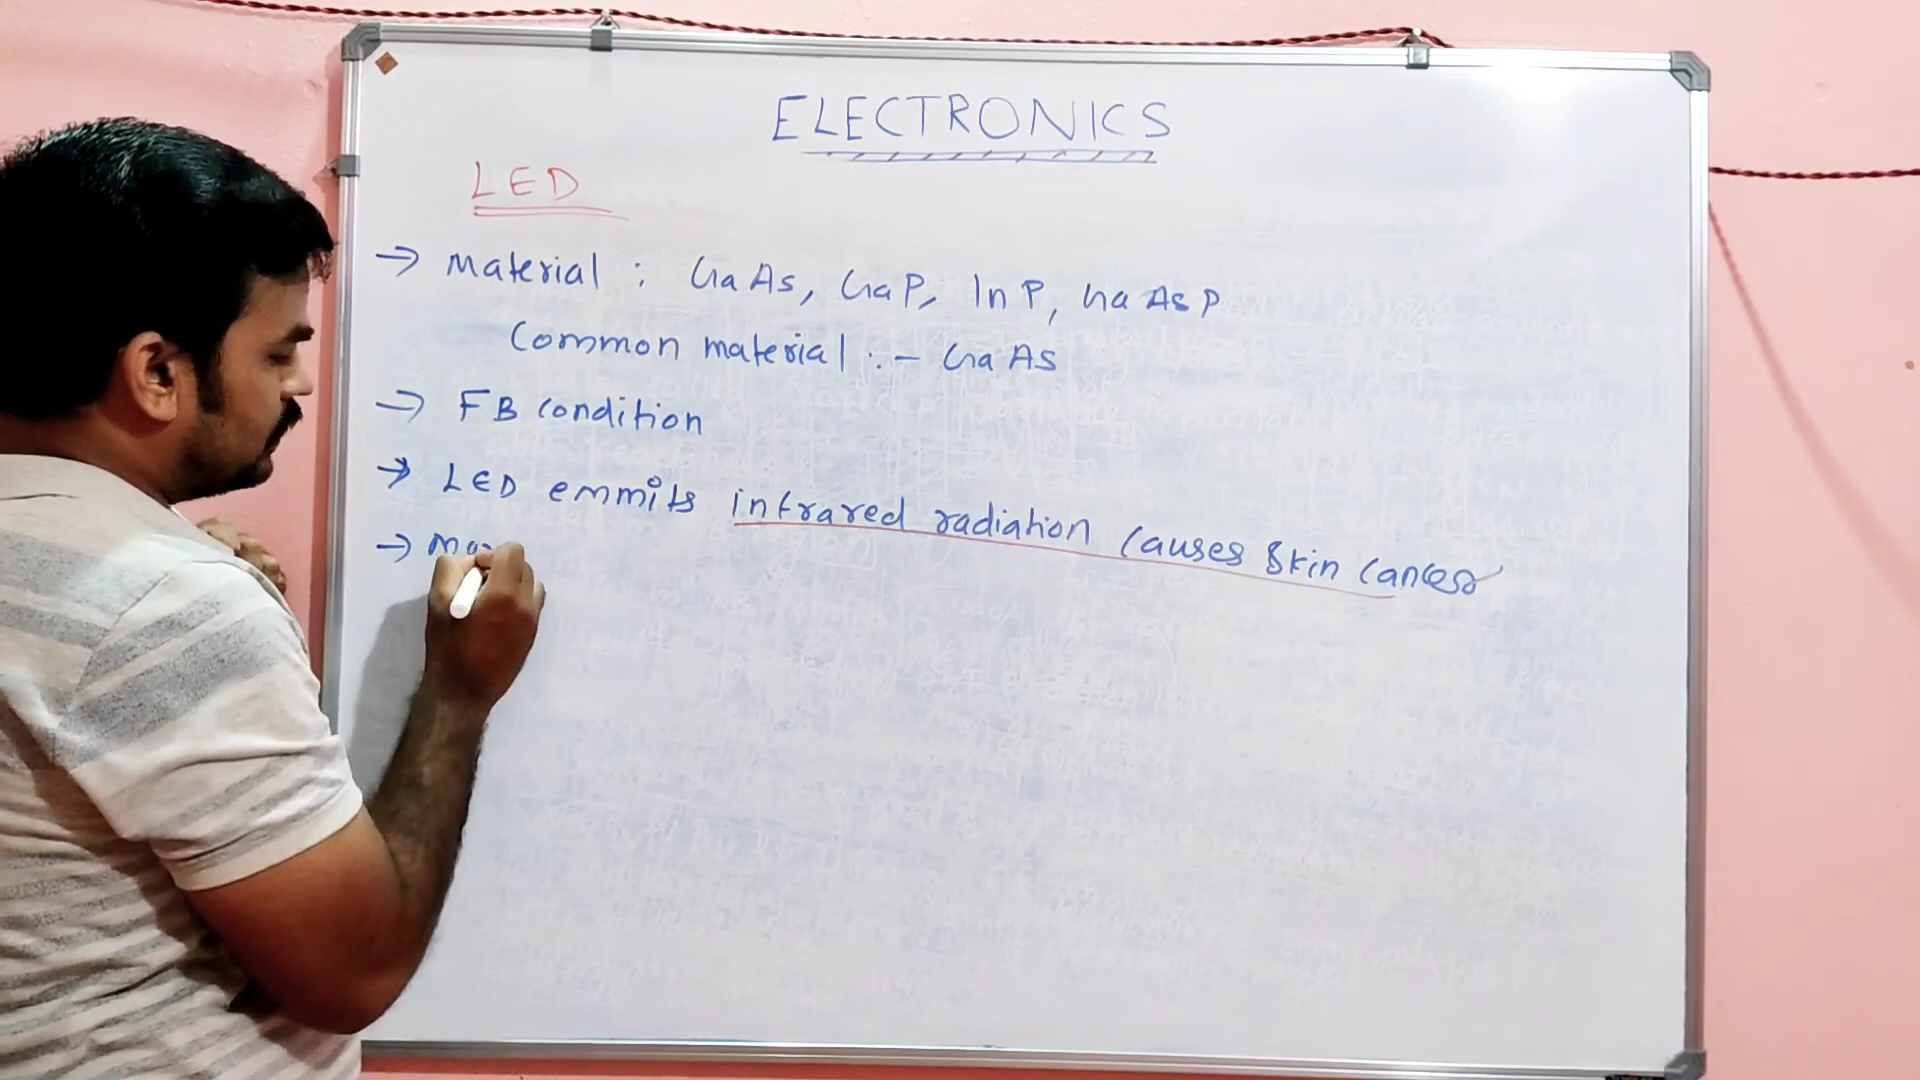 ELECTRONICS
LED
→ Material : GaAs, GaP, InP, GaAsP
Common material :- GaAs
→ FB condition
→ LED emmits infrared radiation causes skin cancer
→